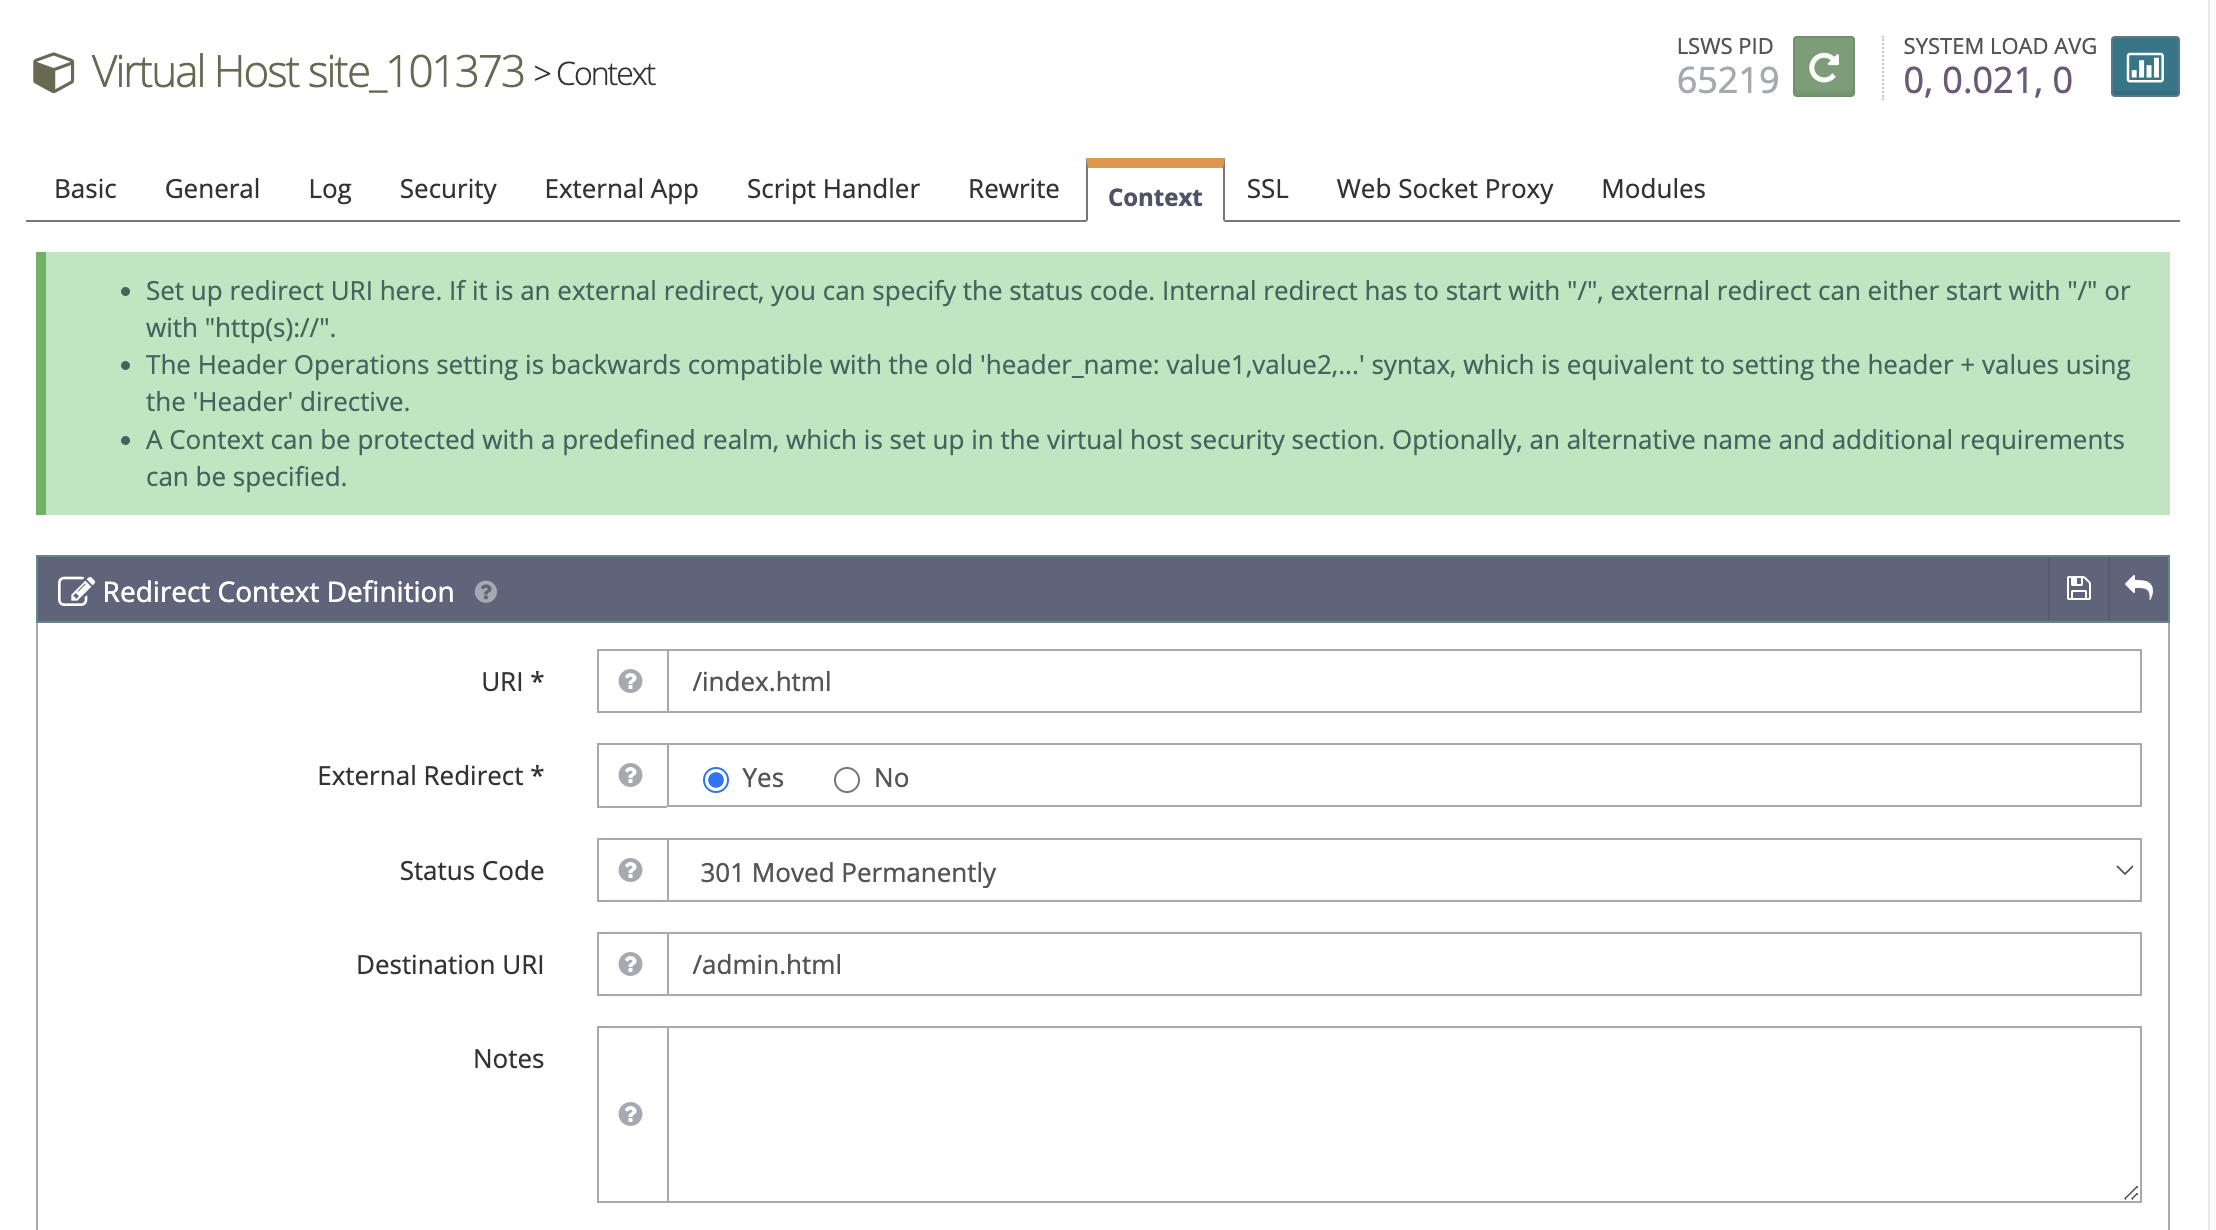 Virtual Host site_101373 > Context
LSWS PID
65219
SYSTEM LOAD AVG
0, 0.021, 0
Basic General Log Security External App Script Handler Rewrite Context SSL Web Socket Proxy Modules
Set up redirect URI here. If it is an external redirect, you can specify the status code. Internal redirect has to start with "/", external redirect can either start with "/" or
with "http(s)://".
The Header Operations setting is backwards compatible with the old 'header_name: value1,value2,...' syntax, which is equivalent to setting the header + values using
the 'Header' directive.
A Context can be protected with a predefined realm, which is set up in the virtual host security section. Optionally, an alternative name and additional requirements
can be specified.
Redirect Context Definition
URI * /index.html
External Redirect * Yes No
Status Code 301 Moved Permanently
Destination URI /admin.html
Notes